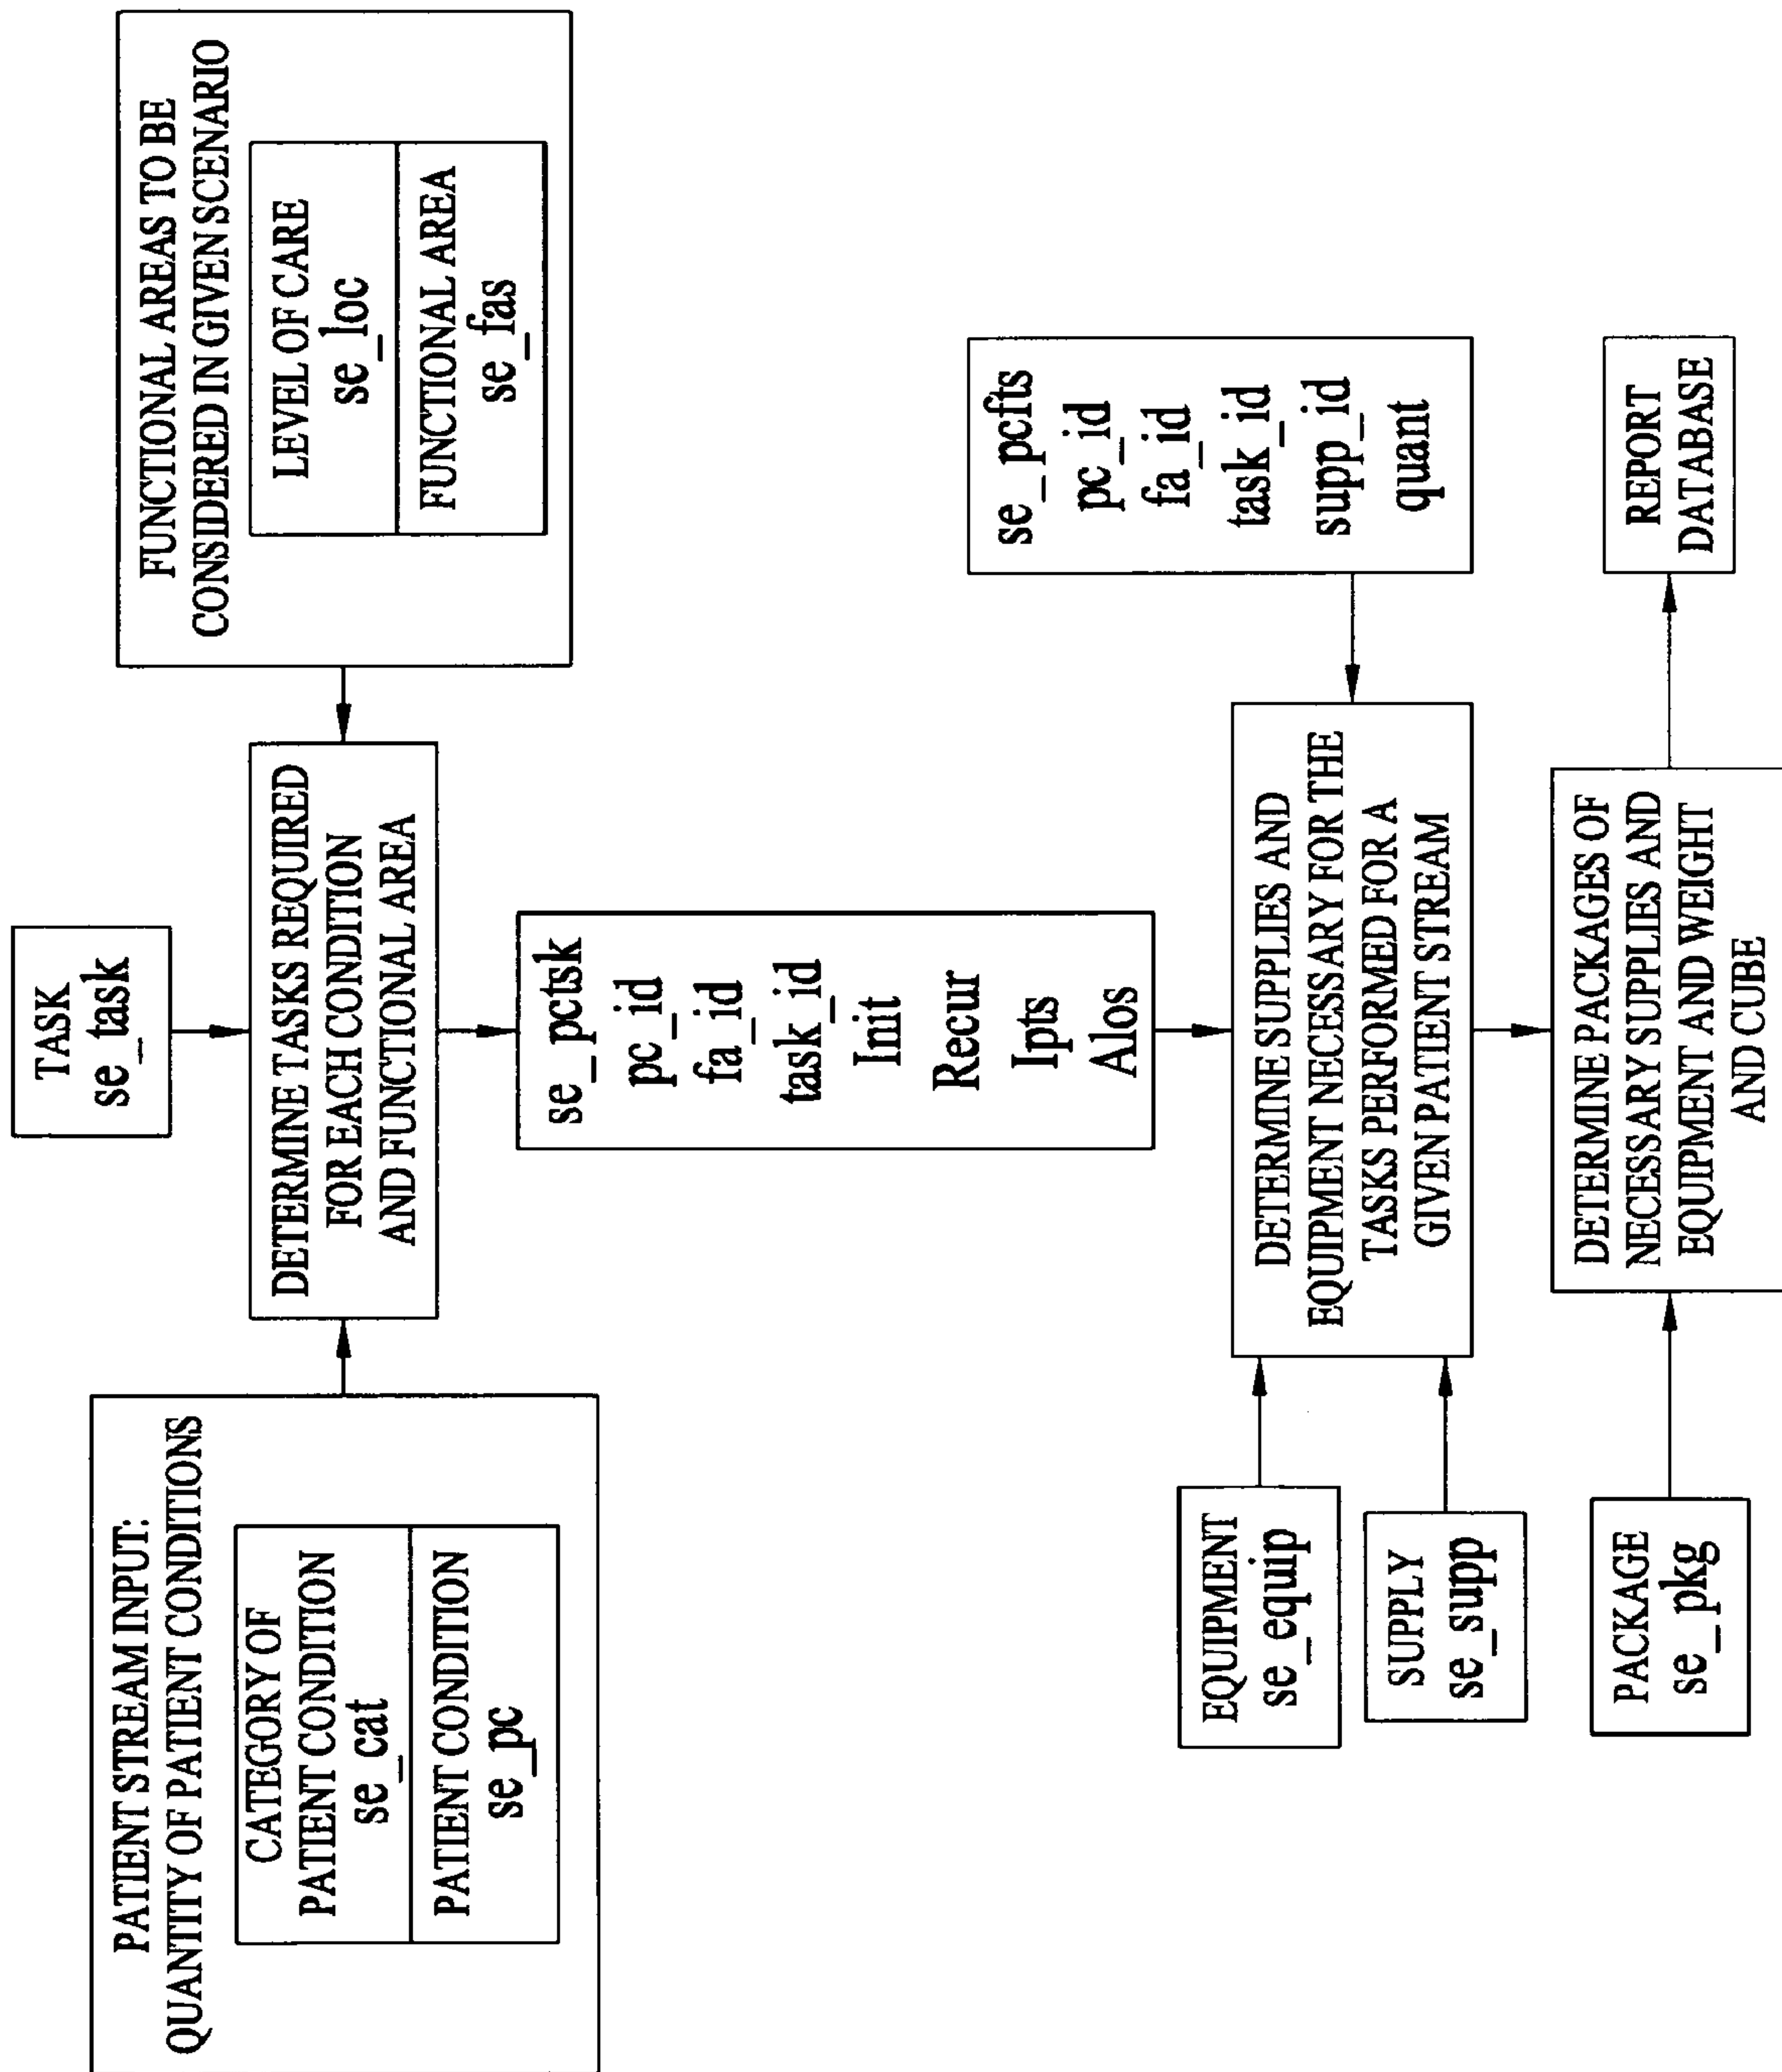 PATIENT STREAM INPUT:
QUANTITY OF PATIENT CONDITIONS
CATEGORY OF
PATIENT CONDITION
se_cat
PATIENT CONDITION
se_pc
TASK
se_task
FUNCTIONAL AREAS TO BE
CONSIDERED IN GIVEN SCENARIO
LEVEL OF CARE
se_loc
FUNCTIONAL AREA
se_fas
DETERMINE TASKS REQUIRED
FOR EACH CONDITION
AND FUNCTIONAL AREA
se_pctsk
pc_id
fa_id
task_id
Init
Recur
Ipts
Alos
EQUIPMENT
se_equip
SUPPLY
se_supp
DETERMINE SUPPLIES AND
EQUIPMENT NECESSARY FOR THE
TASKS PERFORMED FOR A
GIVEN PATIENT STREAM
se_pcfts
pc_id
fa_id
task_id
supp_id
quant
PACKAGE
se_pkg
DETERMINE PACKAGES OF
NECESSARY SUPPLIES AND
EQUIPMENT AND WEIGHT
AND CUBE
REPORT
DATABASE